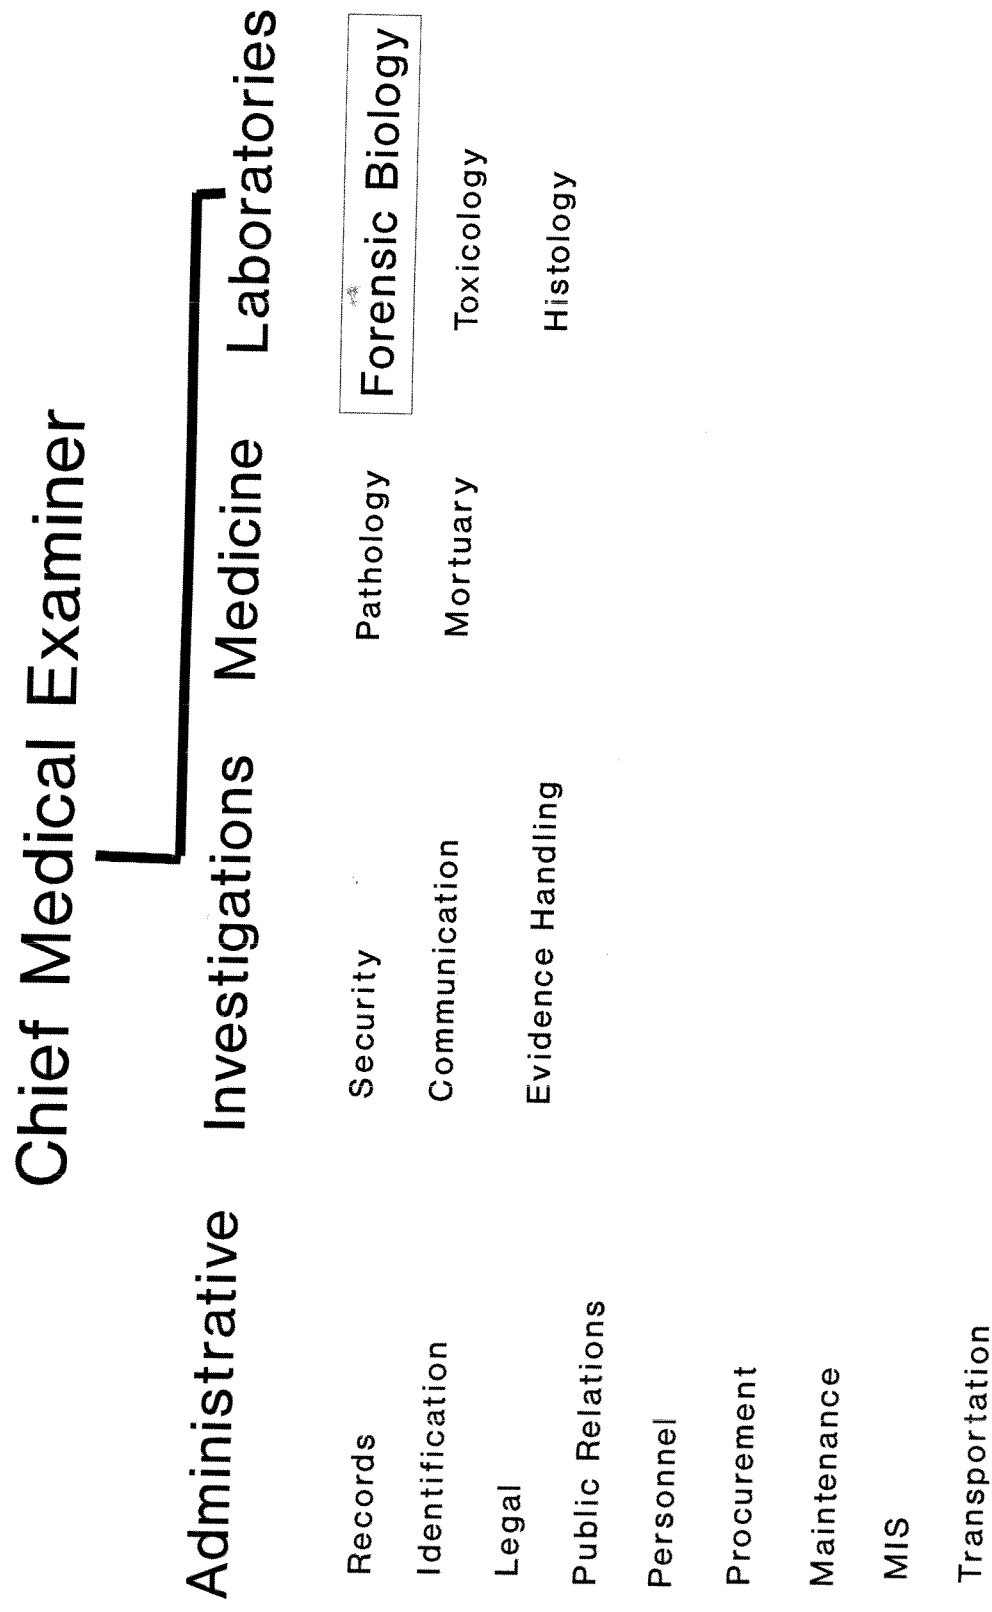 Chief Medical Examiner
Administrative
Investigations
Medicine
Laboratories
Records
Identification
Legal
Public Relations
Personnel
Procurement
Maintenance
MIS
Transportation
Security
Communication
Evidence Handling
Pathology
Mortuary
Forensic Biology
Toxicology
Histology